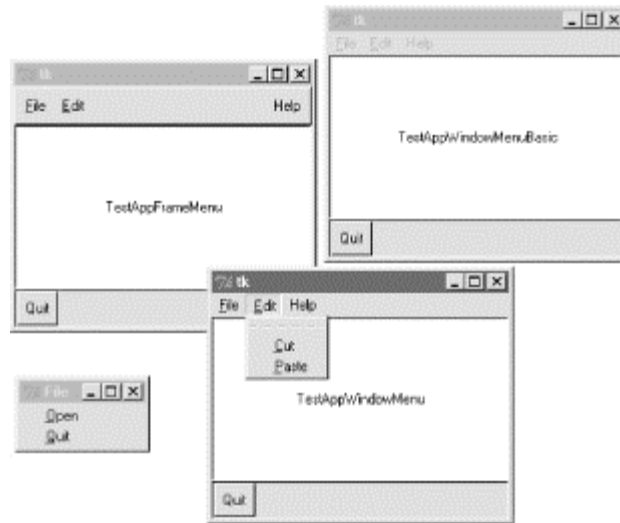 tk
File Edit Help
TestAppWindowMenuBasic
Quit
tk
File Edit Help
TestAppFrameMenu
Quit
tk
File Edit Help
Cut
Paste
TestAppWindowMenu
Quit
File
Open
Quit